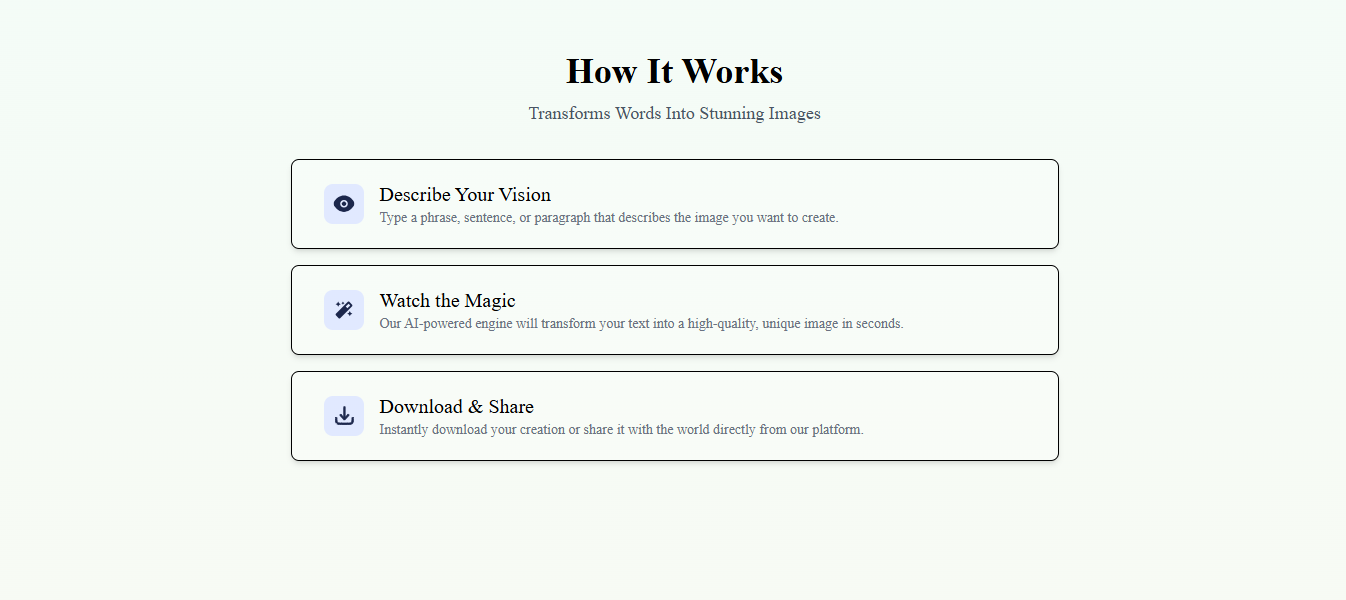 How It Works
Transforms Words Into Stunning Images
Describe Your Vision
Type a phrase, sentence, or paragraph that describes the image you want to create.
Watch the Magic
Our AI-powered engine will transform your text into a high-quality, unique image in seconds.
Download & Share
Instantly download your creation or share it with the world directly from our platform.